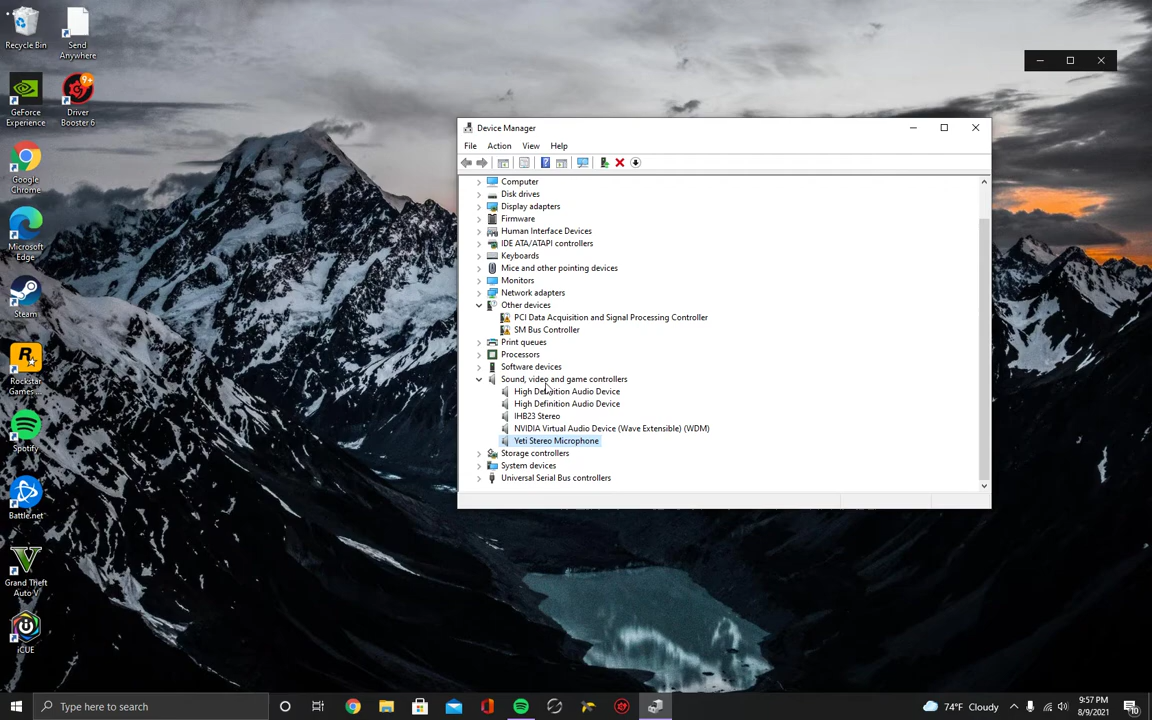 Recycle Bin
Send
Anywhere
GeForce
Experience
Driver
Booster 6
9+
Google
Chrome
Microsoft
Edge
Steam
Rockstar
Games ...
Spotify
Battle.net
Grand Theft
Auto V
iCUE
Device Manager
File Action View Help
Computer
Disk drives
Display adapters
Firmware
Human Interface Devices
IDE ATA/ATAPI controllers
Keyboards
Mice and other pointing devices
Monitors
Network adapters
Other devices
PCI Data Acquisition and Signal Processing Controller
SM Bus Controller
Print queues
Processors
Software devices
Sound, video and game controllers
High Definition Audio Device
High Definition Audio Device
IHB23 Stereo
NVIDIA Virtual Audio Device (Wave Extensible) (WDM)
Yeti Stereo Microphone
Storage controllers
System devices
Universal Serial Bus controllers
Type here to search
74°F Cloudy
9:57 PM
8/9/2021
10